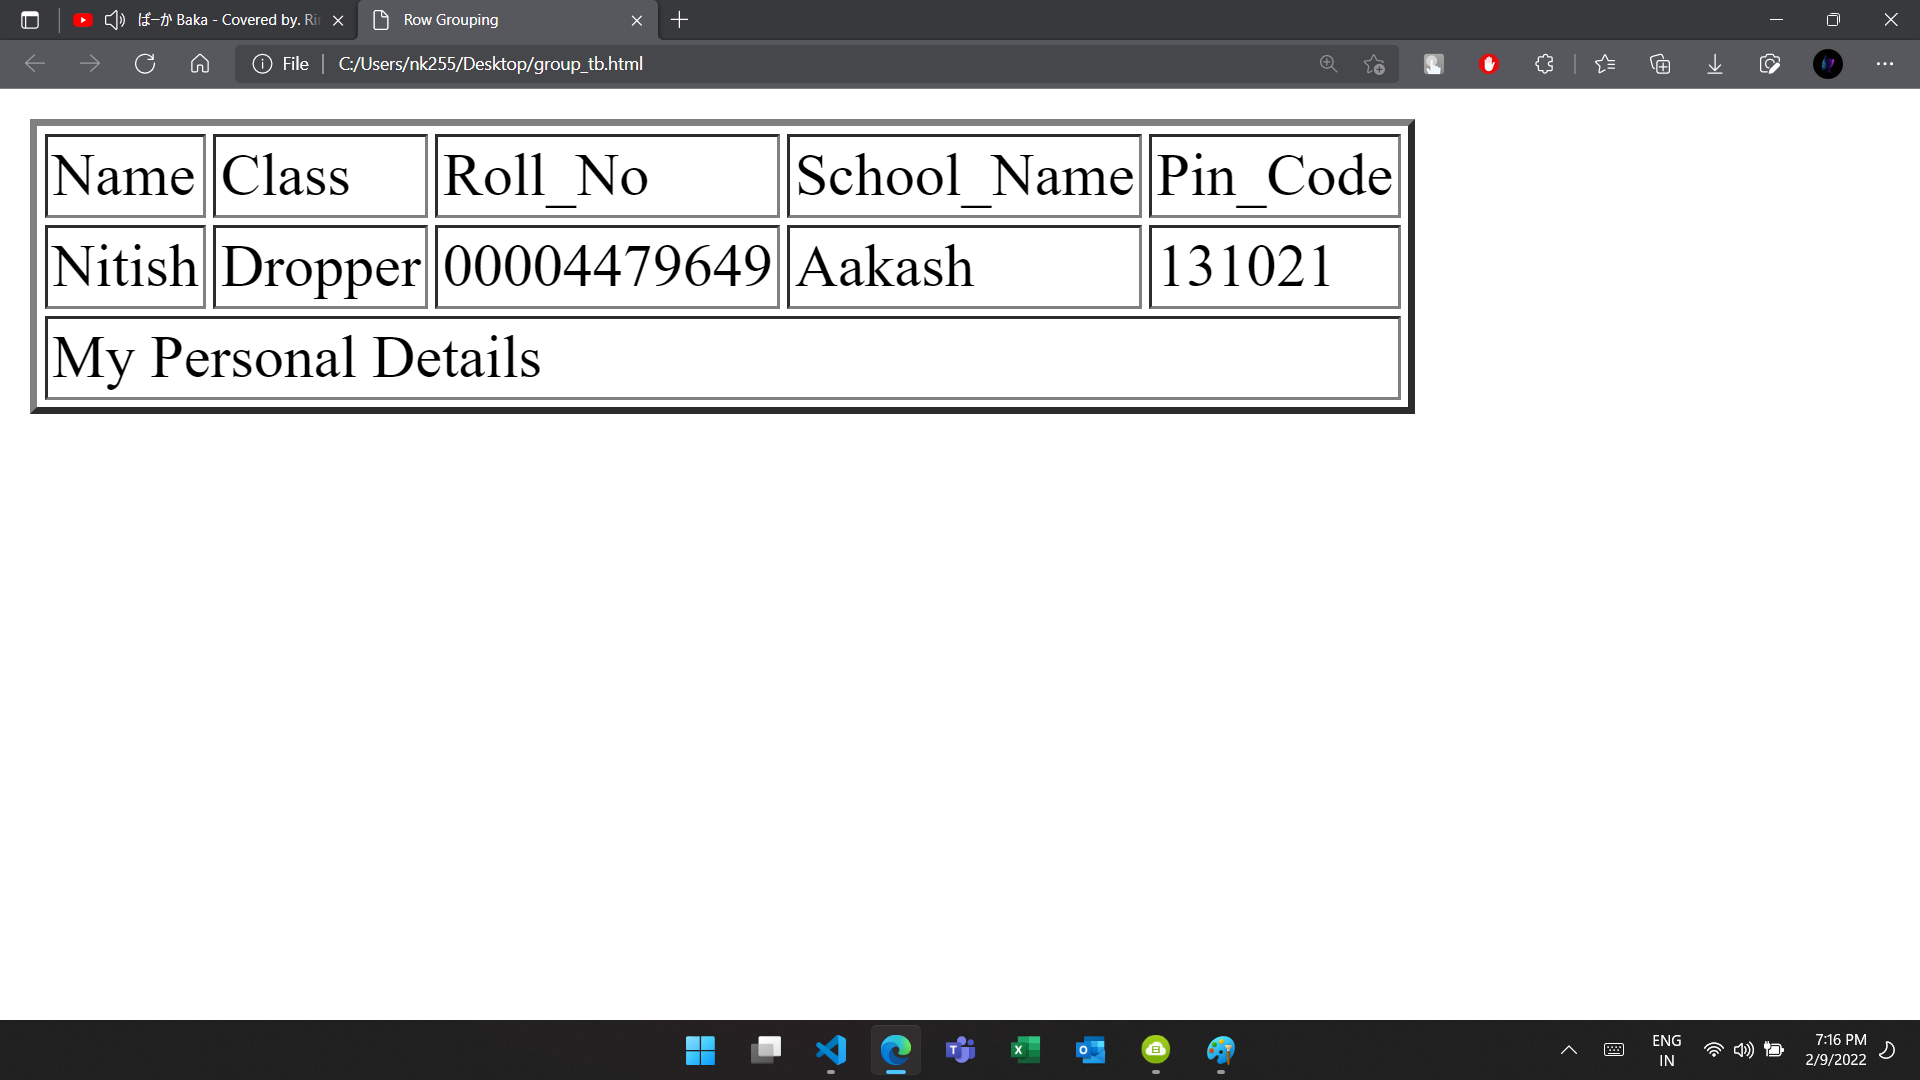 ばーか Baka - Covered by. Ri
Row Grouping
File
C:/Users/nk255/Desktop/group_tb.html
Name Class Roll_No School_Name Pin_Code
Nitish Dropper 00004479649 Aakash 131021
My Personal Details
ENG
IN
7:16 PM
2/9/2022